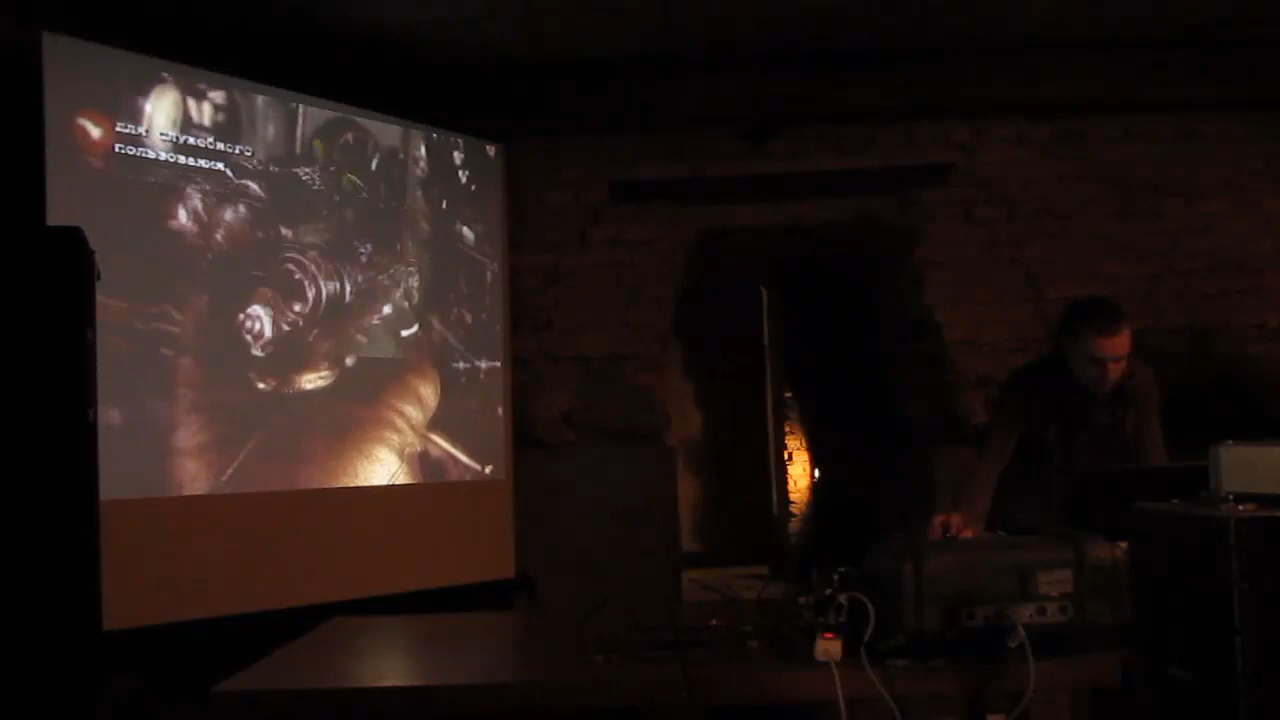 для служебного
пользования